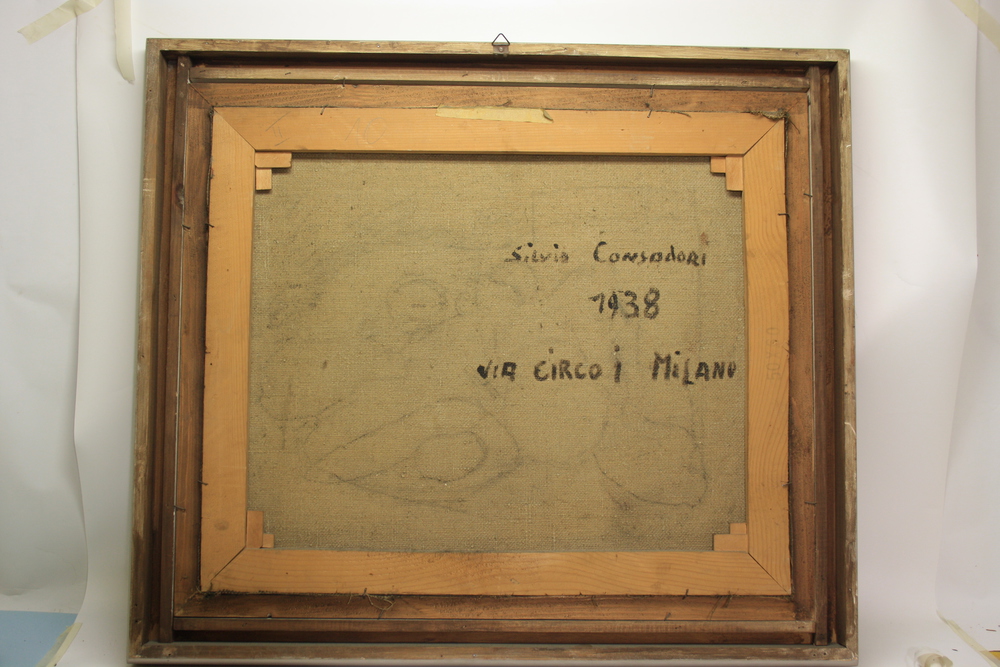 Silvio Consadori
1938
VIA CIRCO 1 MiLANO